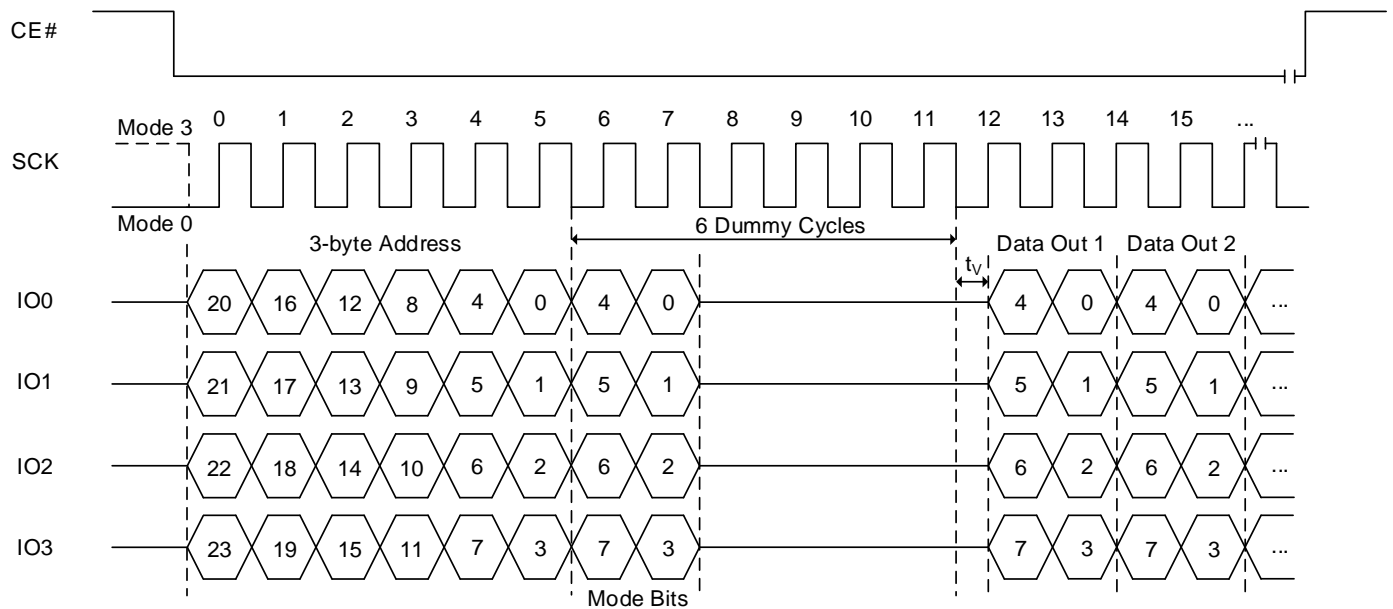 CE#
Mode 3 0 1 2 3 4 5 6 7 8 9 10 11 12 13 14 15 ...
SCK
Mode 0
6 Dummy Cycles
3-byte Address Data Out 1 Data Out 2
tV
IO0 20 16 12 8 4 0 4 0 4 0 4 0 ...
IO1 21 17 13 9 5 1 5 1 5 1 5 1 ...
IO2 22 18 14 10 6 2 6 2 6 2 6 2 ...
IO3 23 19 15 11 7 3 7 3 7 3 7 3 ...
Mode Bits